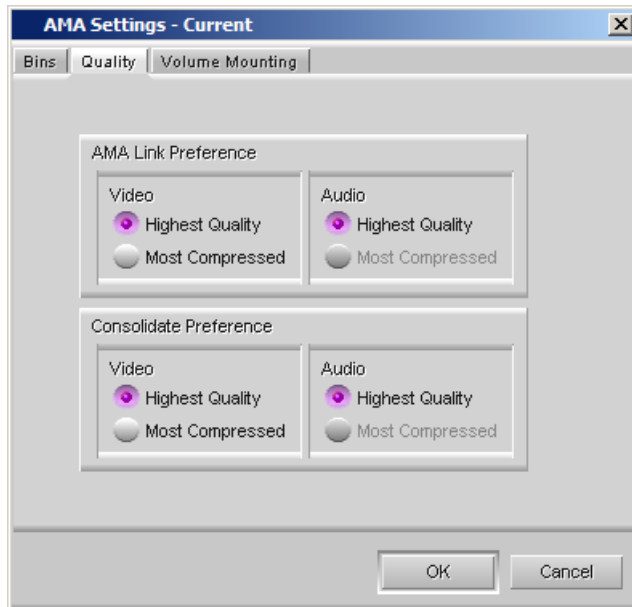 AMA Settings - Current
Bins Quality Volume Mounting
AMA Link Preference
Video Audio
Highest Quality Highest Quality
Most Compressed Most Compressed
Consolidate Preference
Video Audio
Highest Quality Highest Quality
Most Compressed Most Compressed
OK Cancel